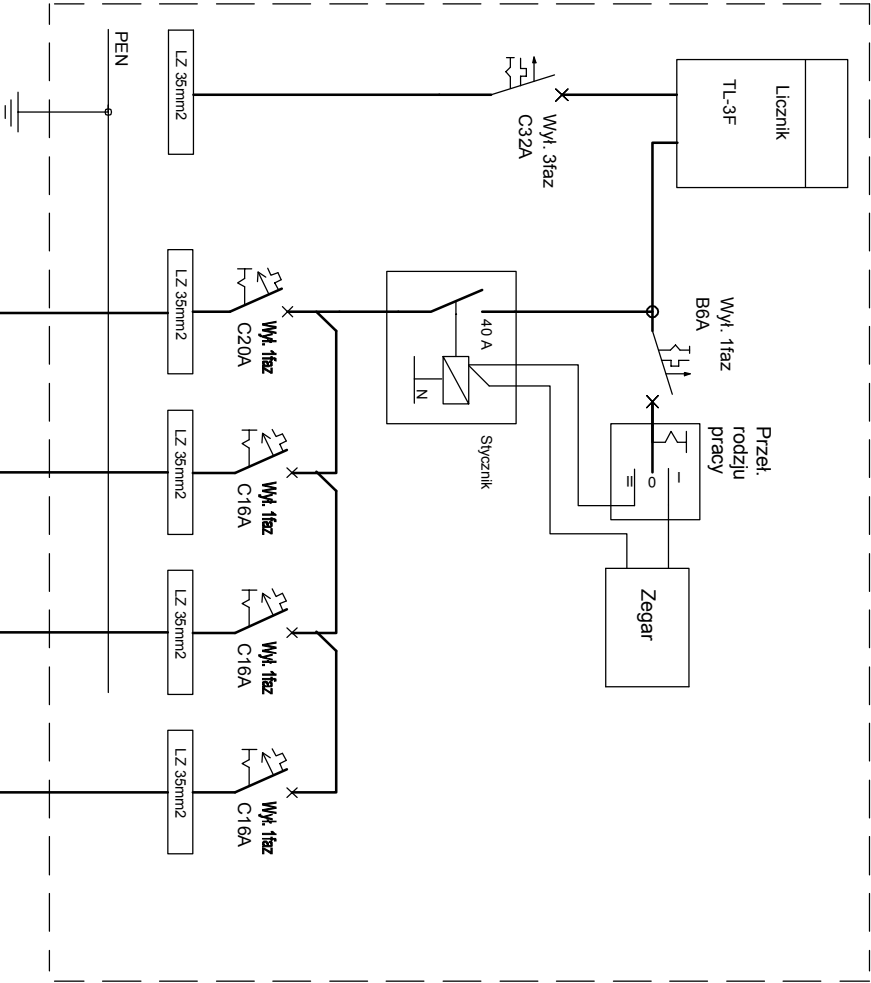 Licznik
TL-3F
Wył. 3faz
C32A
LZ 35mm2
PEN
Wył. 1faz
B6A
Przeł.
rodzju
pracy
I
0
II
Zegar
40 A
N
Stycznik
Wył. 1faz
C20A
LZ 35mm2
Wył. 1faz
C16A
LZ 35mm2
Wył. 1faz
C16A
LZ 35mm2
Wył. 1faz
C16A
LZ 35mm2